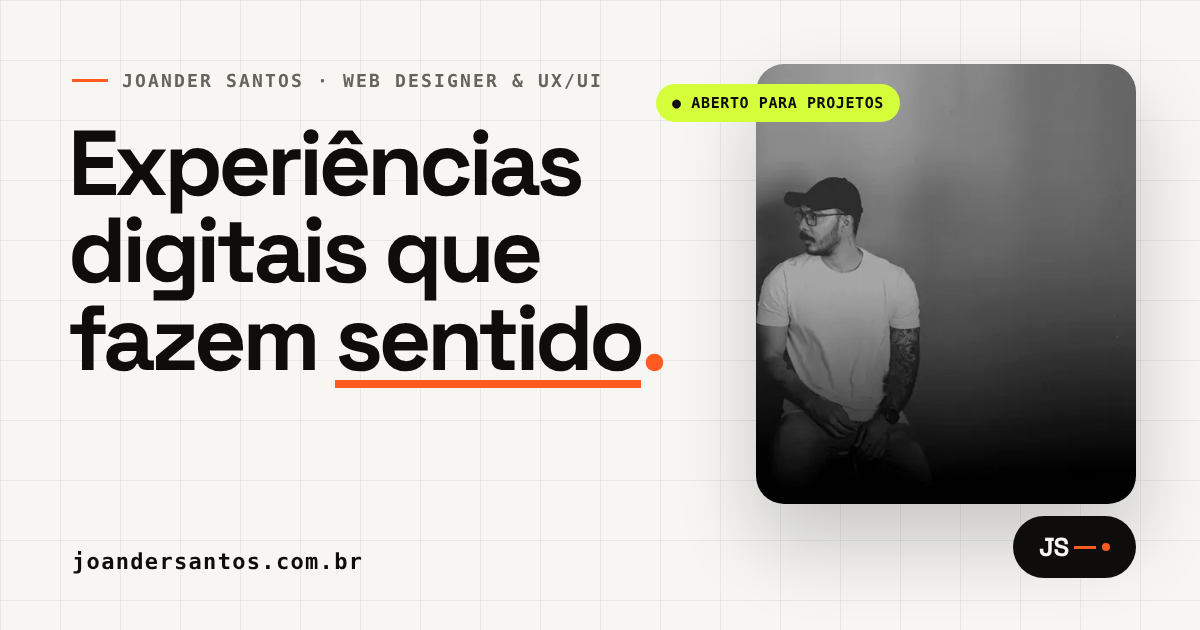 JOANDER SANTOS · WEB DESIGNER & UX/UI
● ABERTO PARA PROJETOS
Experiências
digitais que
fazem sentido.
joandersantos.com.br
JS